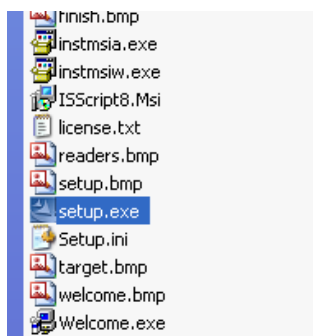 finish.bmp
instmsia.exe
instmsiw.exe
ISScript8.Msi
license.txt
readers.bmp
setup.bmp
setup.exe
Setup.ini
target.bmp
welcome.bmp
Welcome.exe